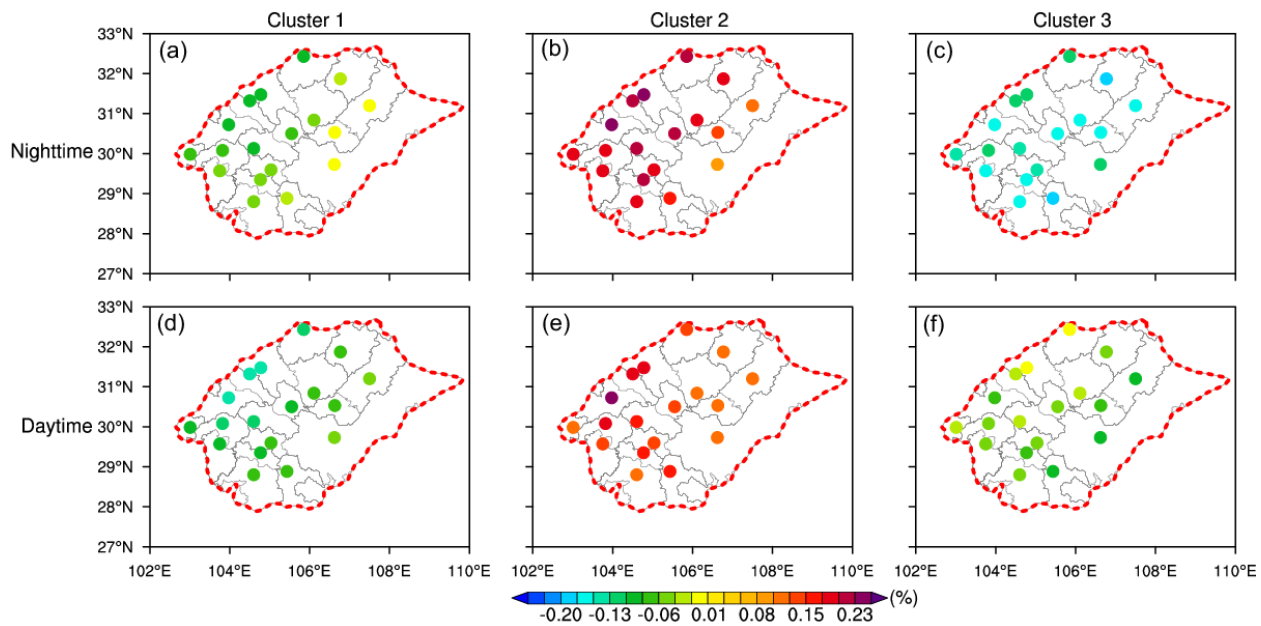 Cluster 1 Cluster 2 Cluster 3
33°N (a) (b) (c)
32°N
31°N
Nighttime 30°N
29°N
28°N
27°N
33°N (d) (e) (f)
32°N
31°N
Daytime 30°N
29°N
28°N
27°N
102°E 104°E 106°E 108°E 110°E 102°E 104°E 106°E 108°E 110°E 102°E 104°E 106°E 108°E 110°E
(%)
-0.20 -0.13 -0.06 0.01 0.08 0.15 0.23